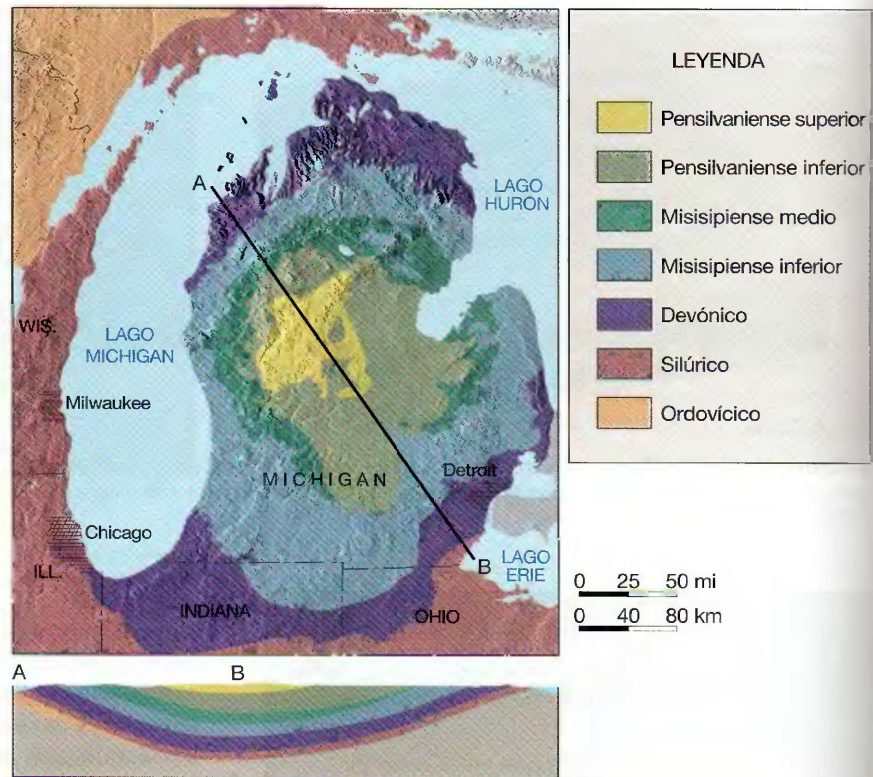 LEYENDA
Pensilvaniense superior
Pensilvaniense inferior
Misisipiense medio
Misisipiense inferior
Devónico
Silúrico
Ordovícico
A
LAGO
HURON
WIS.
LAGO
MICHIGAN
Milwaukee
MICHIGAN
Detroit
Chicago
ILL.
B
LAGO
ERIE
INDIANA
OHIO
0 25 50 mi
0 40 80 km
A B